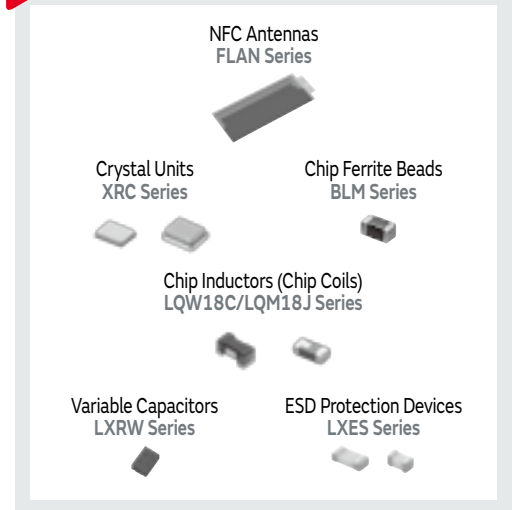 NFC Antennas
FLAN Series
Crystal Units
XRC Series
Chip Ferrite Beads
BLM Series
Chip Inductors (Chip Coils)
LQW18C/LQM18J Series
Variable Capacitors
LXRW Series
ESD Protection Devices
LXES Series